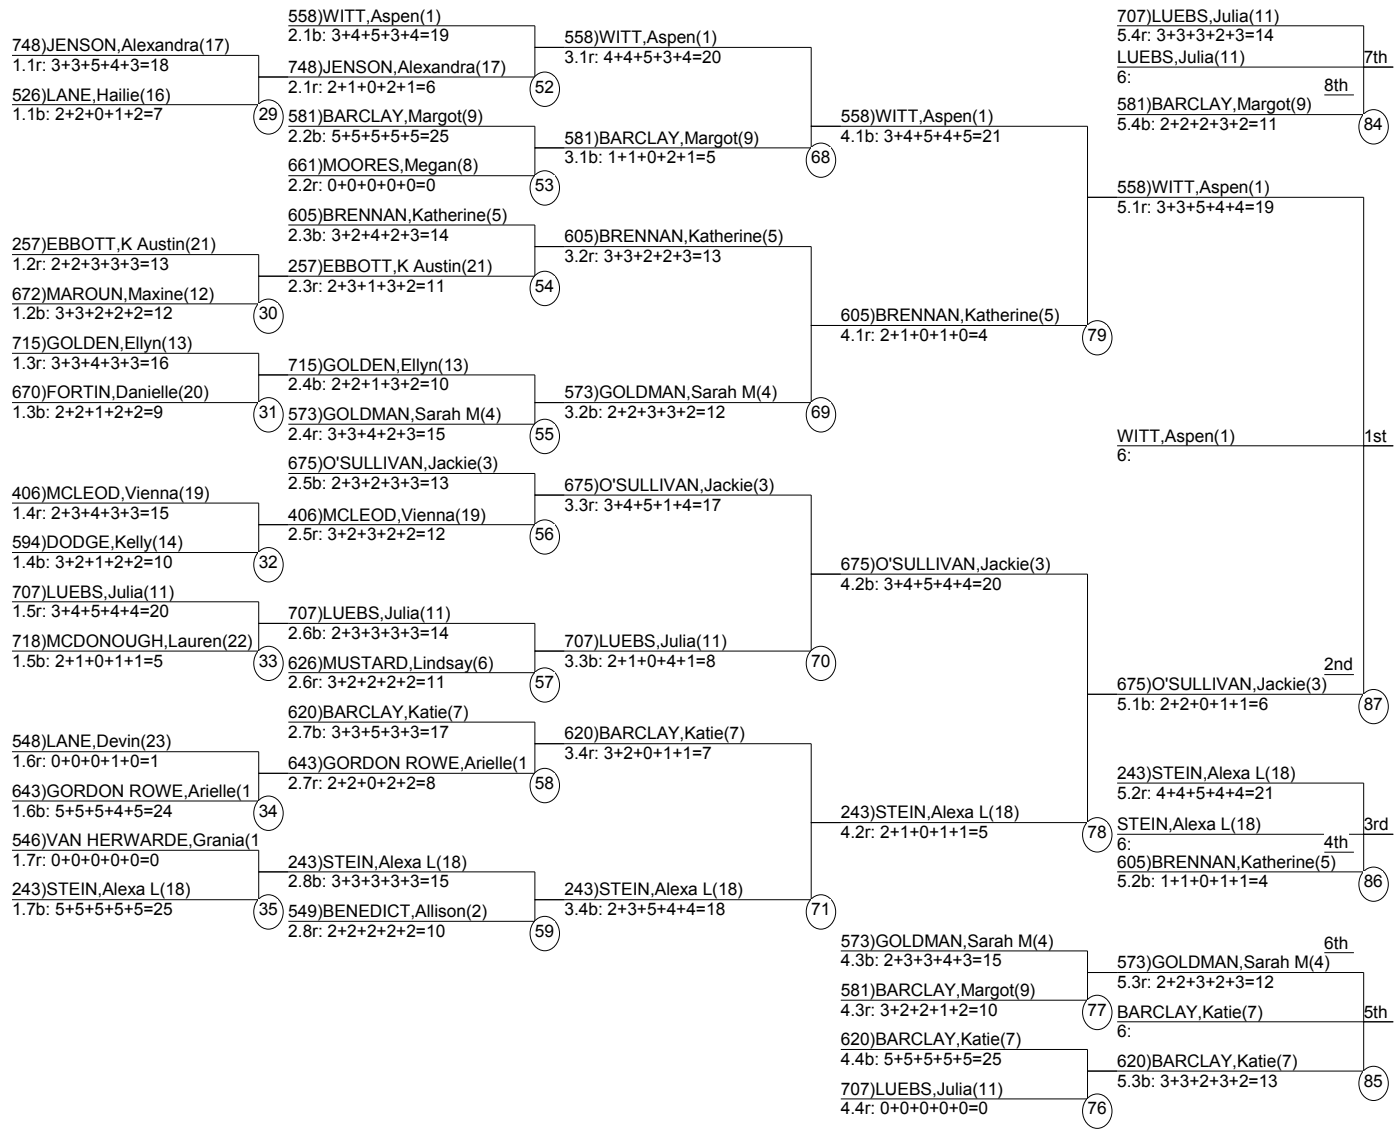 748)JENSON,Alexandra(17)
1.1r: 3+3+5+4+3=18
526)LANE,Hailie(16)
1.1b: 2+2+0+1+2=7
29
257)EBBOTT,K Austin(21)
1.2r: 2+2+3+3+3=13
672)MAROUN,Maxine(12)
1.2b: 3+3+2+2+2=12
30
715)GOLDEN,Ellyn(13)
1.3r: 3+3+4+3+3=16
670)FORTIN,Danielle(20)
1.3b: 2+2+1+2+2=9
31
406)MCLEOD,Vienna(19)
1.4r: 2+3+4+3+3=15
594)DODGE,Kelly(14)
1.4b: 3+2+1+2+2=10
32
707)LUEBS,Julia(11)
1.5r: 3+4+5+4+4=20
718)MCDONOUGH,Lauren(22)
1.5b: 2+1+0+1+1=5
33
548)LANE,Devin(23)
1.6r: 0+0+0+1+0=1
643)GORDON ROWE,Arielle(1
1.6b: 5+5+5+4+5=24
34
546)VAN HERWARDE,Grania(1
1.7r: 0+0+0+0+0=0
243)STEIN,Alexa L(18)
1.7b: 5+5+5+5+5=25
35
558)WITT,Aspen(1)
2.1b: 3+4+5+3+4=19
748)JENSON,Alexandra(17)
2.1r: 2+1+0+2+1=6
52
581)BARCLAY,Margot(9)
2.2b: 5+5+5+5+5=25
661)MOORES,Megan(8)
2.2r: 0+0+0+0+0=0
53
605)BRENNAN,Katherine(5)
2.3b: 3+2+4+2+3=14
257)EBBOTT,K Austin(21)
2.3r: 2+3+1+3+2=11
54
715)GOLDEN,Ellyn(13)
2.4b: 2+2+1+3+2=10
573)GOLDMAN,Sarah M(4)
2.4r: 3+3+4+2+3=15
55
675)O'SULLIVAN,Jackie(3)
2.5b: 2+3+2+3+3=13
406)MCLEOD,Vienna(19)
2.5r: 3+2+3+2+2=12
56
707)LUEBS,Julia(11)
2.6b: 2+3+3+3+3=14
626)MUSTARD,Lindsay(6)
2.6r: 3+2+2+2+2=11
57
620)BARCLAY,Katie(7)
2.7b: 3+3+5+3+3=17
643)GORDON ROWE,Arielle(1
2.7r: 2+2+0+2+2=8
58
243)STEIN,Alexa L(18)
2.8b: 3+3+3+3+3=15
549)BENEDICT,Allison(2)
2.8r: 2+2+2+2+2=10
59
558)WITT,Aspen(1)
3.1r: 4+4+5+3+4=20
581)BARCLAY,Margot(9)
3.1b: 1+1+0+2+1=5
68
605)BRENNAN,Katherine(5)
3.2r: 3+3+2+2+3=13
573)GOLDMAN,Sarah M(4)
3.2b: 2+2+3+3+2=12
69
675)O'SULLIVAN,Jackie(3)
3.3r: 3+4+5+1+4=17
707)LUEBS,Julia(11)
3.3b: 2+1+0+4+1=8
70
620)BARCLAY,Katie(7)
3.4r: 3+2+0+1+1=7
243)STEIN,Alexa L(18)
3.4b: 2+3+5+4+4=18
71
558)WITT,Aspen(1)
4.1b: 3+4+5+4+5=21
605)BRENNAN,Katherine(5)
4.1r: 2+1+0+1+0=4
79
675)O'SULLIVAN,Jackie(3)
4.2b: 3+4+5+4+4=20
243)STEIN,Alexa L(18)
4.2r: 2+1+0+1+1=5
78
573)GOLDMAN,Sarah M(4)
4.3b: 2+3+3+4+3=15
581)BARCLAY,Margot(9)
4.3r: 3+2+2+1+2=10
77
620)BARCLAY,Katie(7)
4.4b: 5+5+5+5+5=25
707)LUEBS,Julia(11)
4.4r: 0+0+0+0+0=0
76
707)LUEBS,Julia(11)
5.4r: 3+3+3+2+3=14
LUEBS,Julia(11)
7th
6:
8th
581)BARCLAY,Margot(9)
5.4b: 2+2+2+3+2=11
84
558)WITT,Aspen(1)
5.1r: 3+3+5+4+4=19
WITT,Aspen(1)
1st
6:
2nd
675)O'SULLIVAN,Jackie(3)
5.1b: 2+2+0+1+1=6
87
243)STEIN,Alexa L(18)
5.2r: 4+4+5+4+4=21
STEIN,Alexa L(18)
3rd
6:
4th
605)BRENNAN,Katherine(5)
5.2b: 1+1+0+1+1=4
86
6th
573)GOLDMAN,Sarah M(4)
5.3r: 2+2+3+2+3=12
BARCLAY,Katie(7)
5th
6:
620)BARCLAY,Katie(7)
5.3b: 3+3+2+3+2=13
85